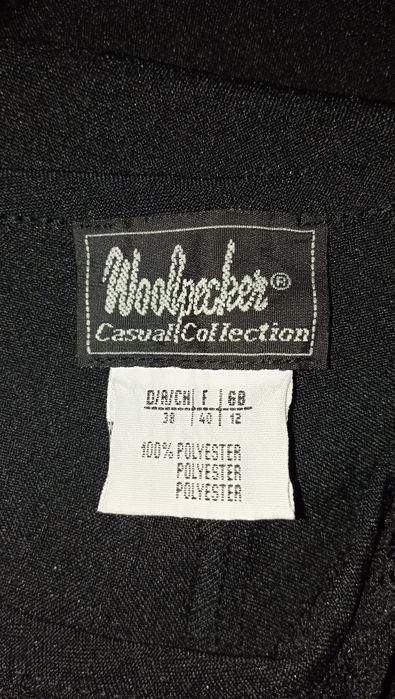 Woolpecker®
Casual Collection
D/A/CH F GB
38 40 12
100% POLYESTER
POLYESTER
POLYESTER